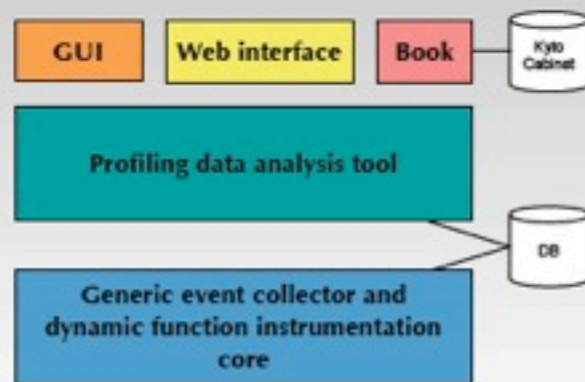 GUI
Web interface
Book
Kyto
Cabinet
Profiling data analysis tool
DB
Generic event collector and
dynamic function instrumentation
core